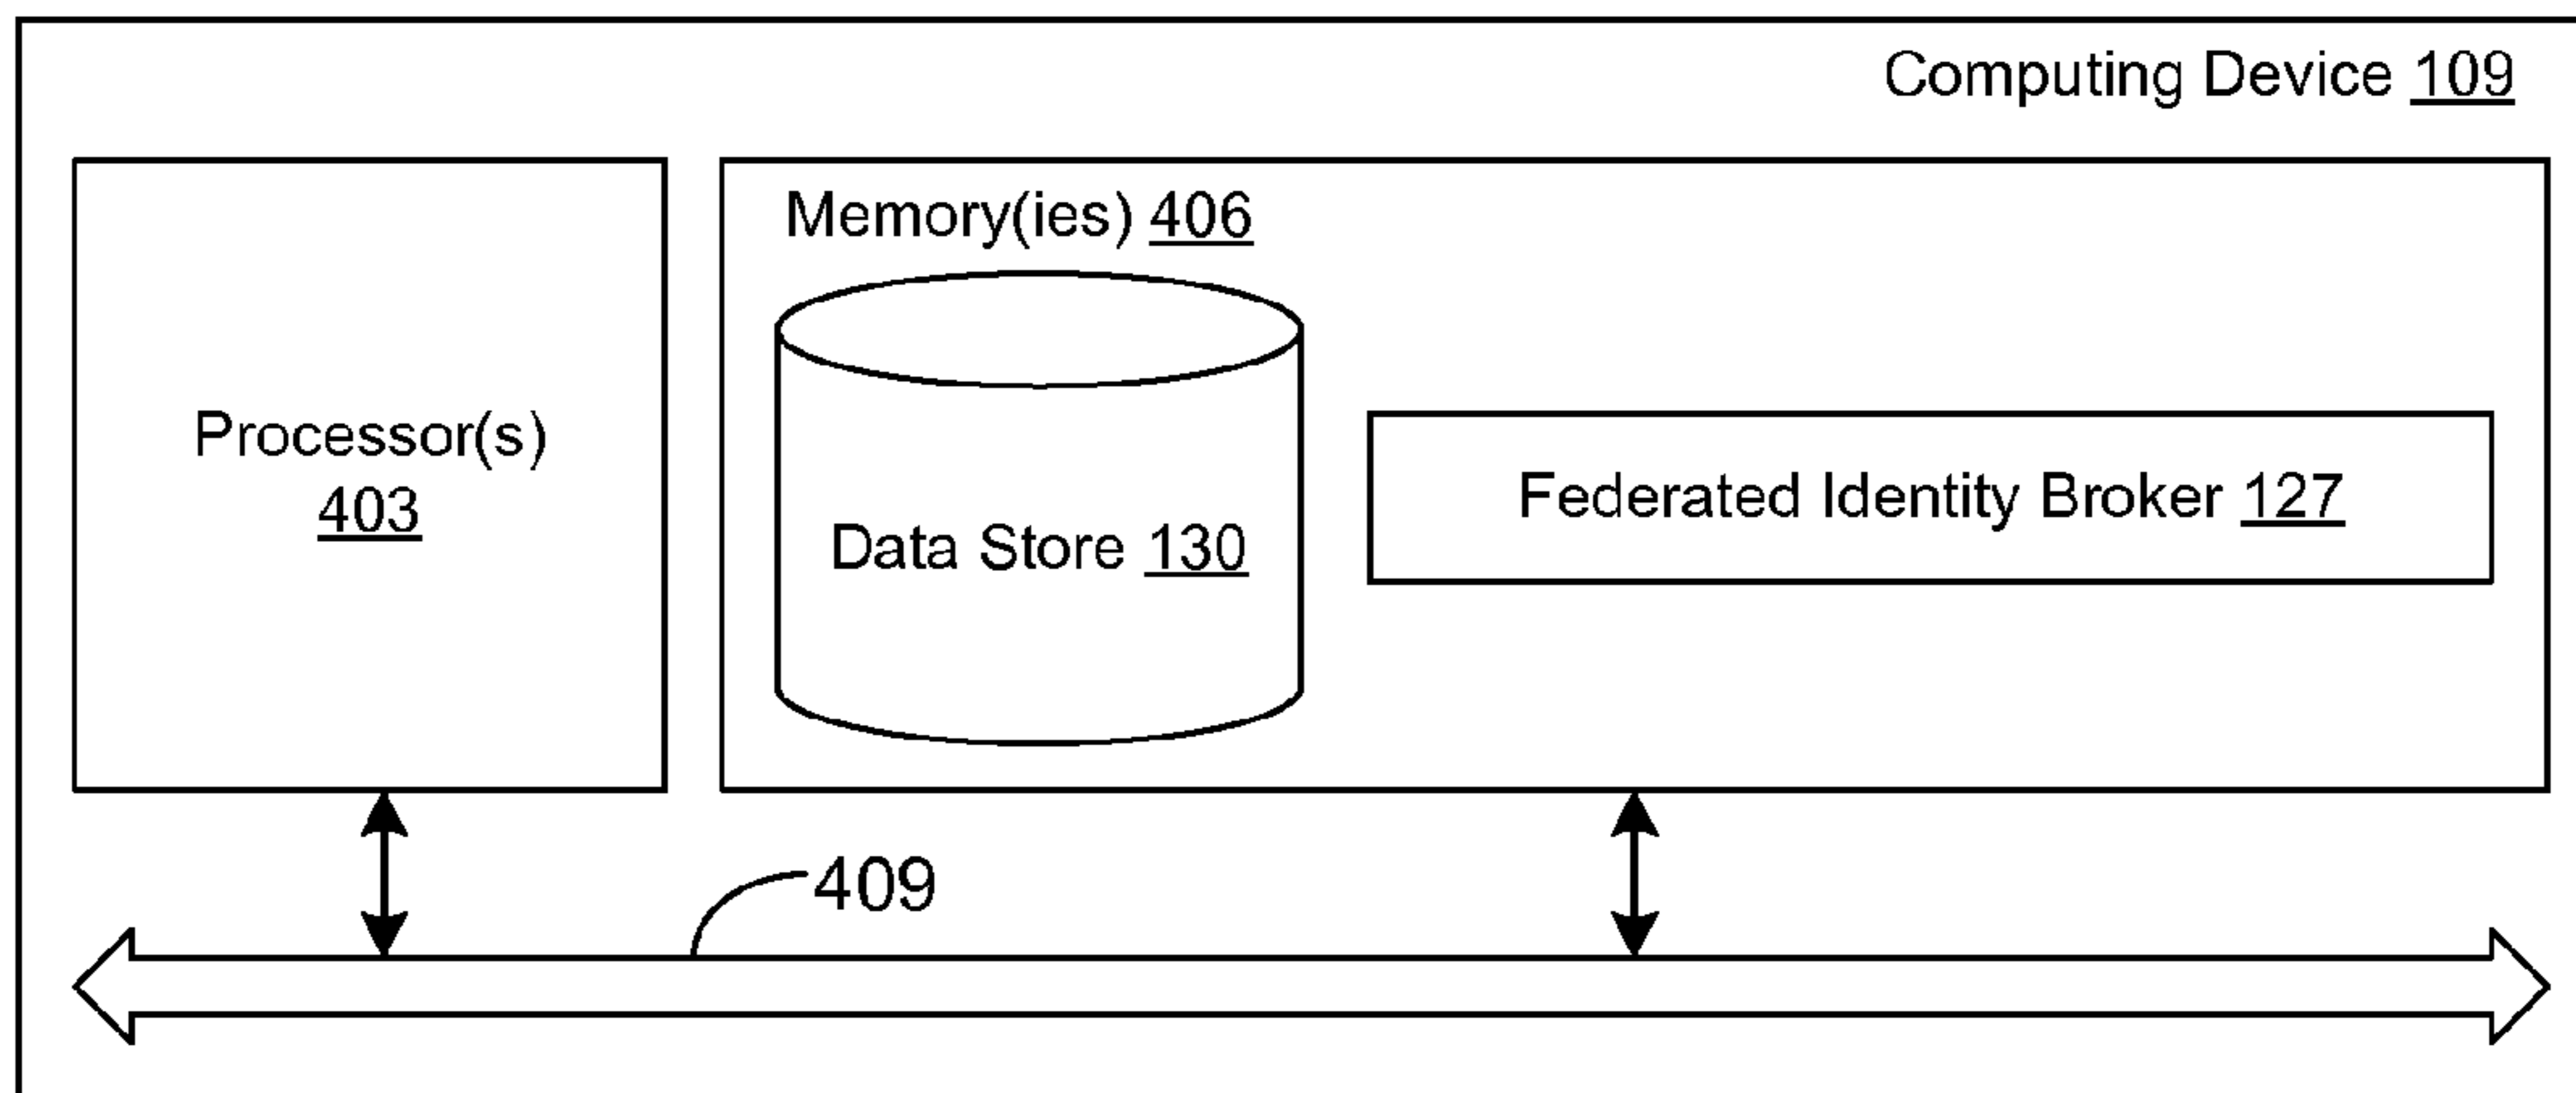 Computing Device 109
Memory(ies) 406
Processor(s)
403
Data Store 130
Federated Identity Broker 127
409